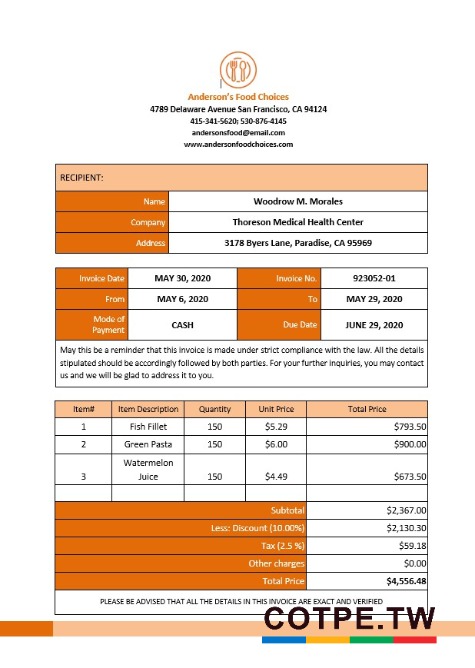 Anderson's Food Choices
4789 Delaware Avenue San Francisco, CA 94124
415-341-5620; 530-876-4145
andersonsfood@email.com
www.andersonfoodchoices.com
RECIPIENT:
Name Woodrow M. Morales
Company Thoreson Medical Health Center
Address 3178 Byers Lane, Paradise, CA 95969
Invoice Date MAY 30, 2020 Invoice No. 923052-01
From MAY 6, 2020 To MAY 29, 2020
Mode of
Payment CASH Due Date JUNE 29, 2020
May this be a reminder that this invoice is made under strict compliance with the law. All the details
stipulated should be accordingly followed by both parties. For your further inquiries, you may contact
us and we will be glad to address it to you.
Item# Item Description Quantity Unit Price Total Price
1 Fish Fillet 150 $5.29 $793.50
2 Green Pasta 150 $6.00 $900.00
Watermelon
3 Juice 150 $4.49 $673.50
Subtotal $2,367.00
Less: Discount (10.00%) $2,130.30
Tax (2.5 %) $59.18
Other charges $0.00
Total Price $4,556.48
PLEASE BE ADVISED THAT ALL THE DETAILS IN THIS INVOICE ARE EXACT AND VERIFIED
COTPE.TW